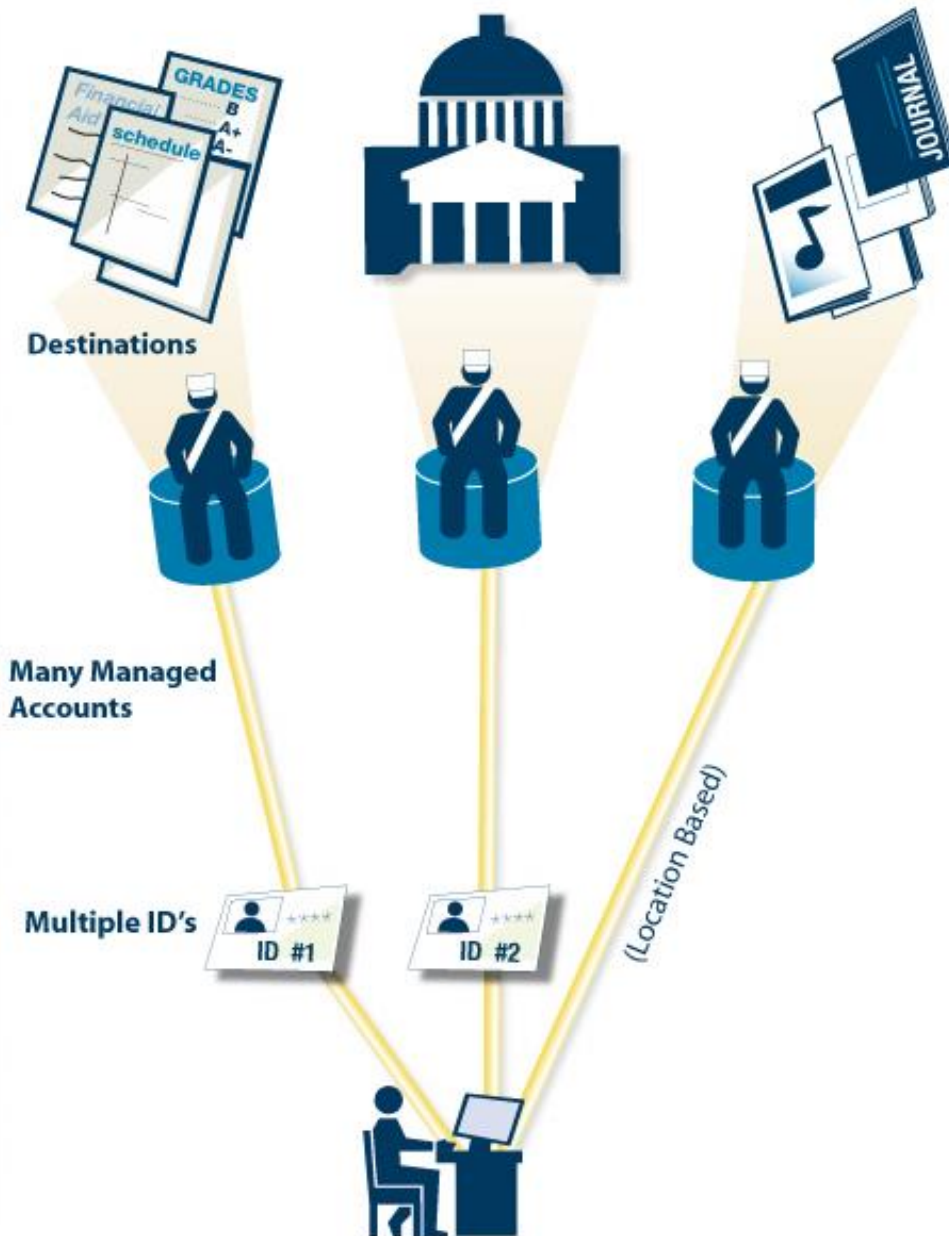 Financial
Aid
GRADES
B
A+
A-
schedule
JOURNAL
Destinations
Many Managed
Accounts
(Location Based)
Multiple ID's
****
ID #1
****
ID #2